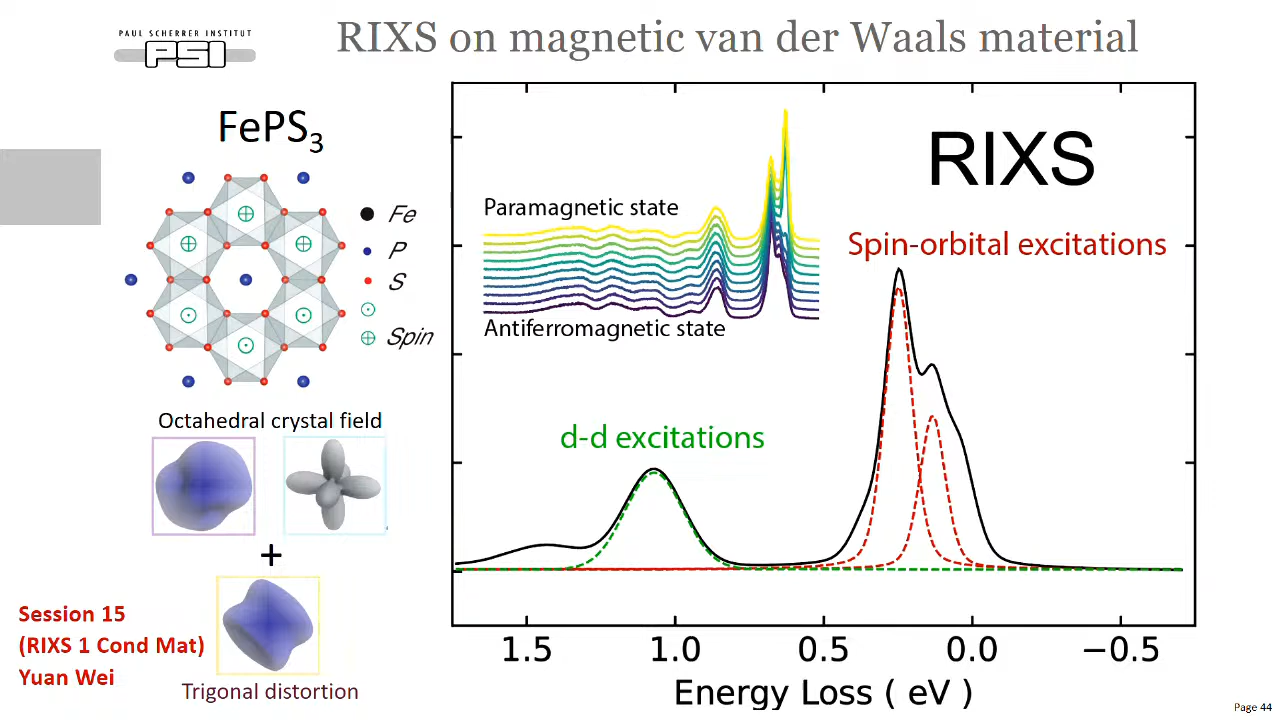 PAUL SCHERRER INSTITUT
PSI
RIXS on magnetic van der Waals material
FePS₃
Fe
P
S
Spin
Octahedral crystal field
+
Trigonal distortion
Session 15
(RIXS 1 Cond Mat)
Yuan Wei
RIXS
Paramagnetic state
Antiferromagnetic state
Spin-orbital excitations
d-d excitations
1.5 1.0 0.5 0.0 −0.5
Energy Loss ( eV )
Page 44